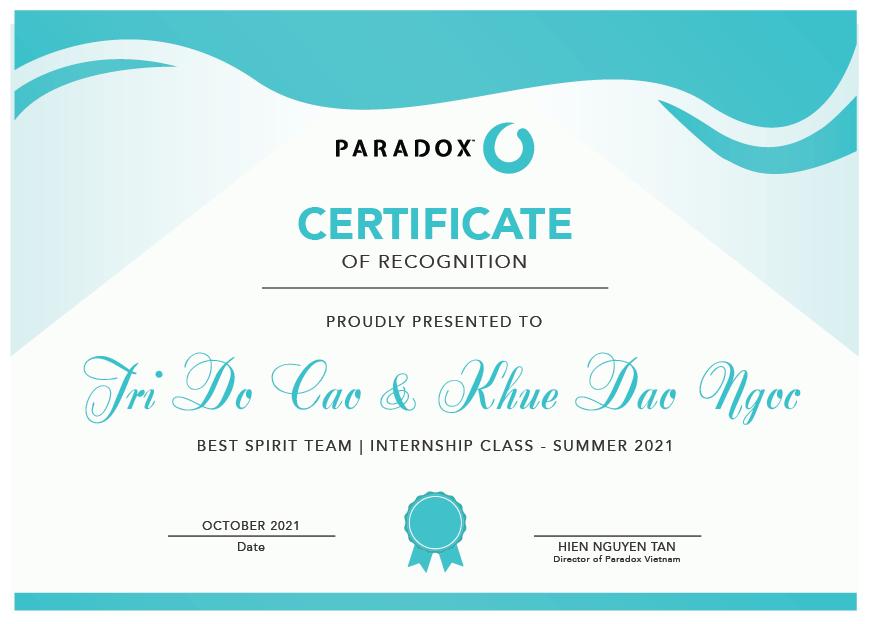 PARADOX™
CERTIFICATE
OF RECOGNITION
PROUDLY PRESENTED TO
Tri Do Cao & Khue Dao Ngoc
BEST SPIRIT TEAM | INTERNSHIP CLASS - SUMMER 2021
OCTOBER 2021
Date
HIEN NGUYEN TAN
Director of Paradox Vietnam